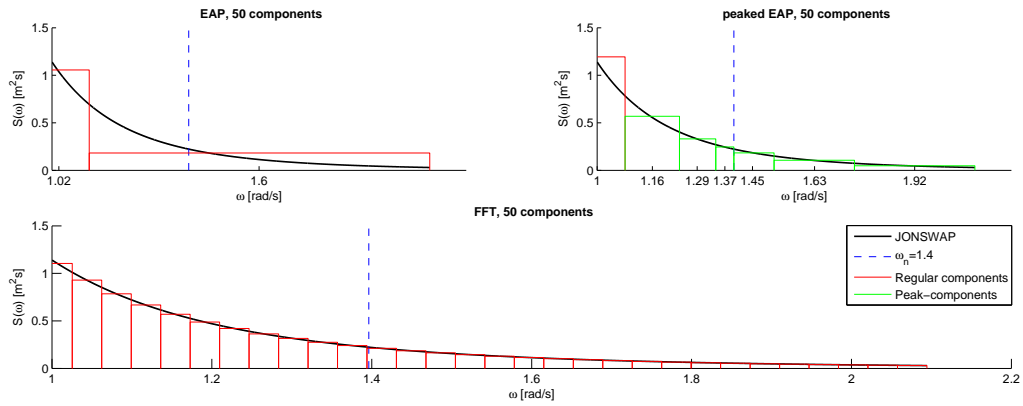 EAP, 50 components
1.5
1
0.5
0
S(ω) [m²s]
1.02 1.6
ω [rad/s]
peaked EAP, 50 components
1.5
1
0.5
0
S(ω) [m²s]
1 1.16 1.29 1.37 1.45 1.63 1.92
ω [rad/s]
FFT, 50 components
1.5
1
0.5
0
S(ω) [m²s]
1 1.2 1.4 1.6 1.8 2 2.2
ω [rad/s]
JONSWAP
ωₙ=1.4
Regular components
Peak−components